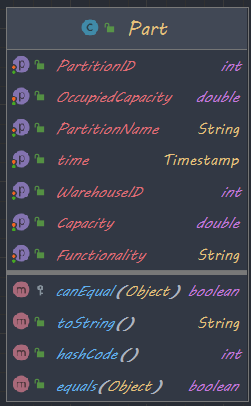 C Part
p PartitionID int
p OccupiedCapacity double
p PartitionName String
p time Timestamp
p WarehouseID int
p Capacity double
p Functionality String
m canEqual(Object) boolean
m toString() String
m hashCode() int
m equals(Object) boolean